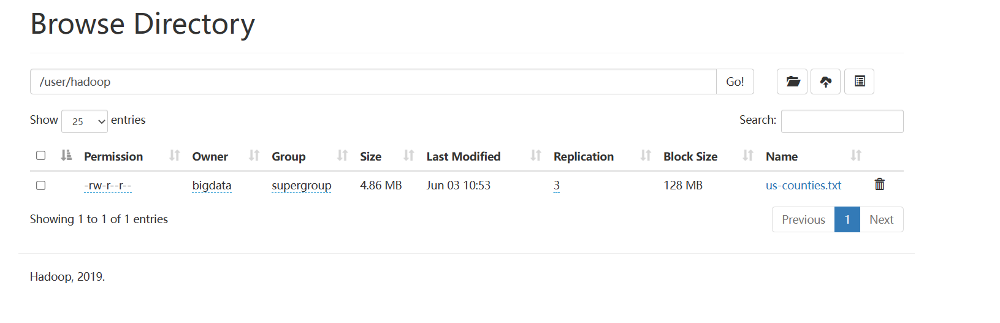 Browse Directory
/user/hadoop Go!
Show 25 entries Search:
Permission Owner Group Size Last Modified Replication Block Size Name
-rw-r--r-- bigdata supergroup 4.86 MB Jun 03 10:53 3 128 MB us-counties.txt
Showing 1 to 1 of 1 entries Previous 1 Next
Hadoop, 2019.